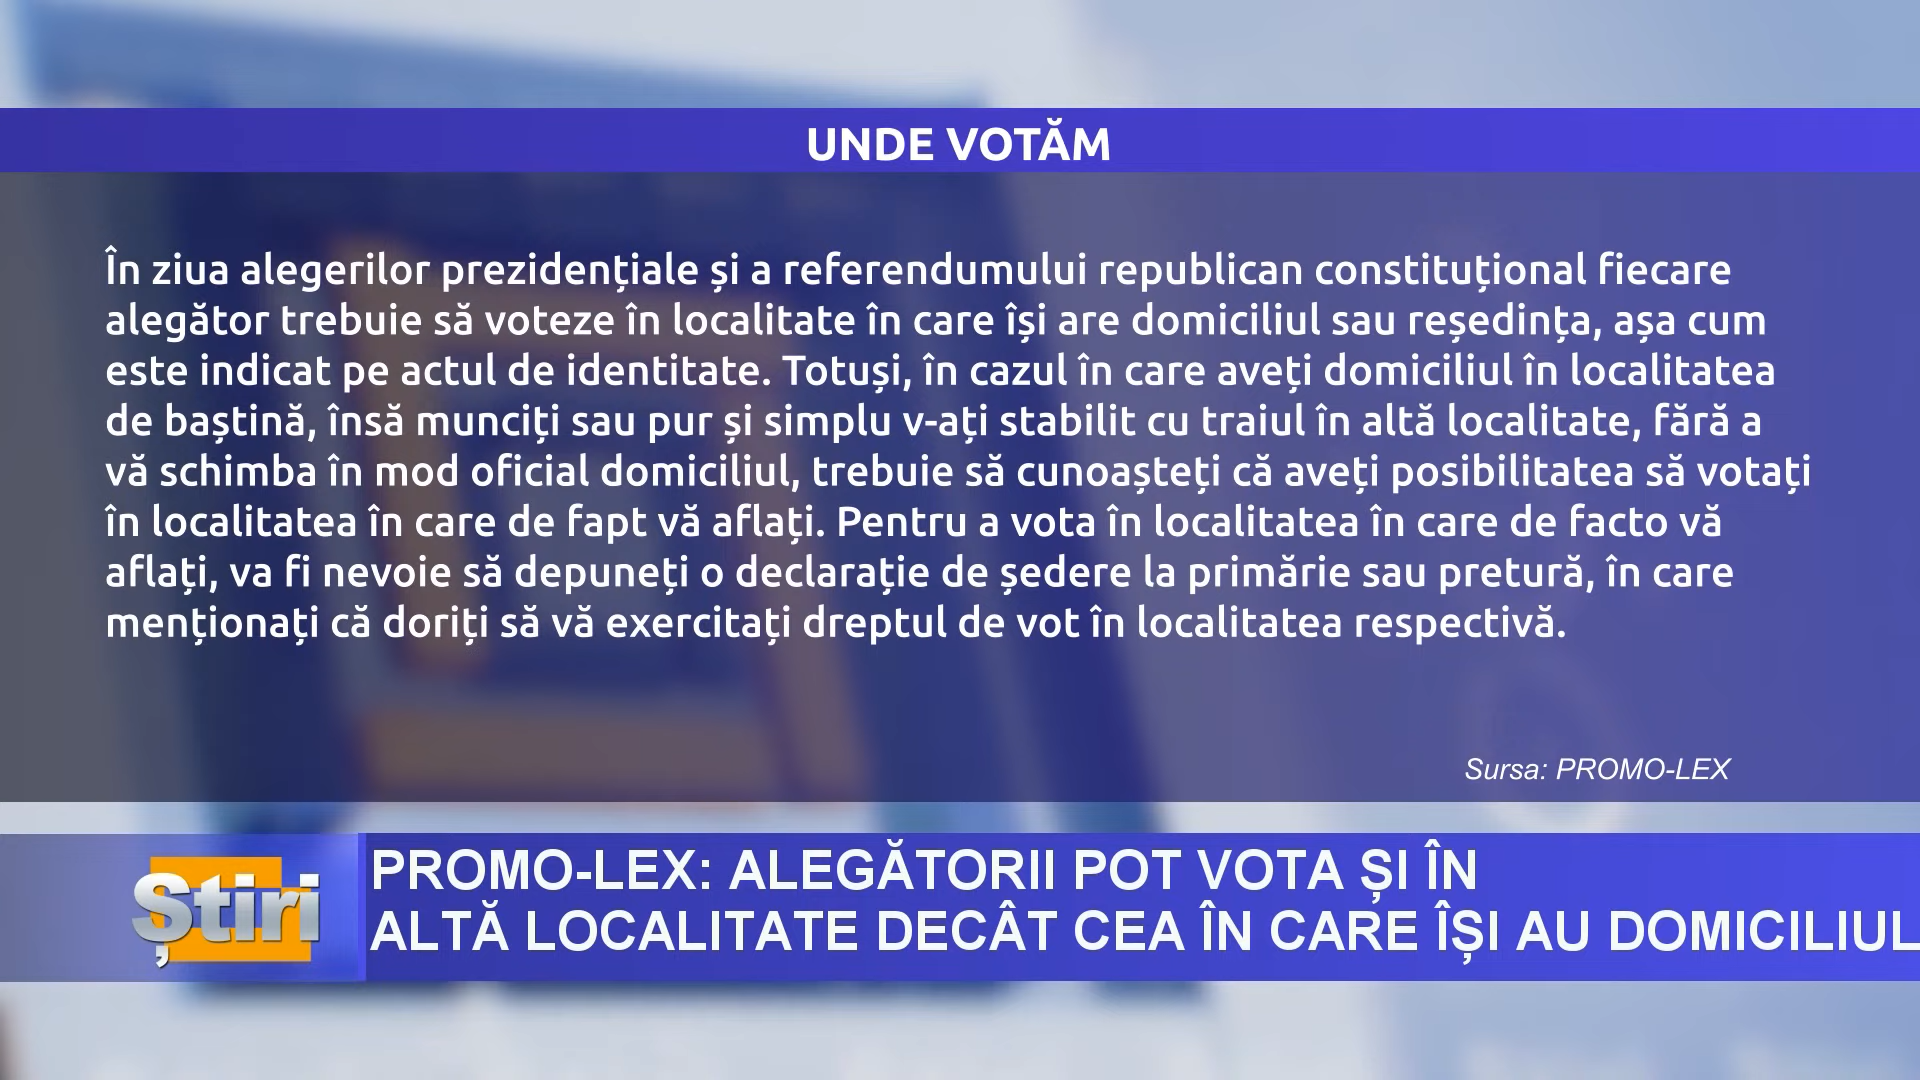 UNDE VOTĂM
În ziua alegerilor prezidențiale și a referendumului republican constituțional fiecare
alegător trebuie să voteze în localitate în care își are domiciliul sau reședința, așa cum
este indicat pe actul de identitate. Totuși, în cazul în care aveți domiciliul în localitatea
de baștină, însă munciți sau pur și simplu v-ați stabilit cu traiul în altă localitate, fără a
vă schimba în mod oficial domiciliul, trebuie să cunoașteți că aveți posibilitatea să votați
în localitatea în care de fapt vă aflați. Pentru a vota în localitatea în care de facto vă
aflați, va fi nevoie să depuneți o declarație de ședere la primărie sau pretură, în care
menționați că doriți să vă exercitați dreptul de vot în localitatea respectivă.
Sursa: PROMO-LEX
Știri
PROMO-LEX: ALEGĂTORII POT VOTA ȘI ÎN
ALTĂ LOCALITATE DECÂT CEA ÎN CARE ÎȘI AU DOMICILIUL